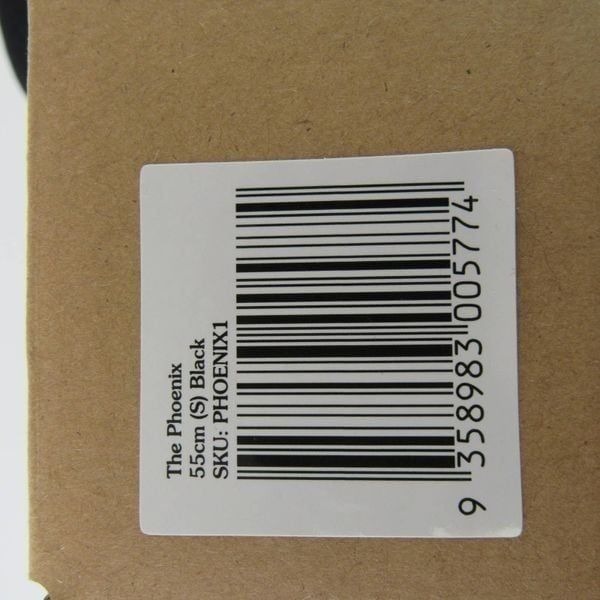 The Phoenix
55cm (S) Black
SKU: PHOENIX1
9 358983 005774